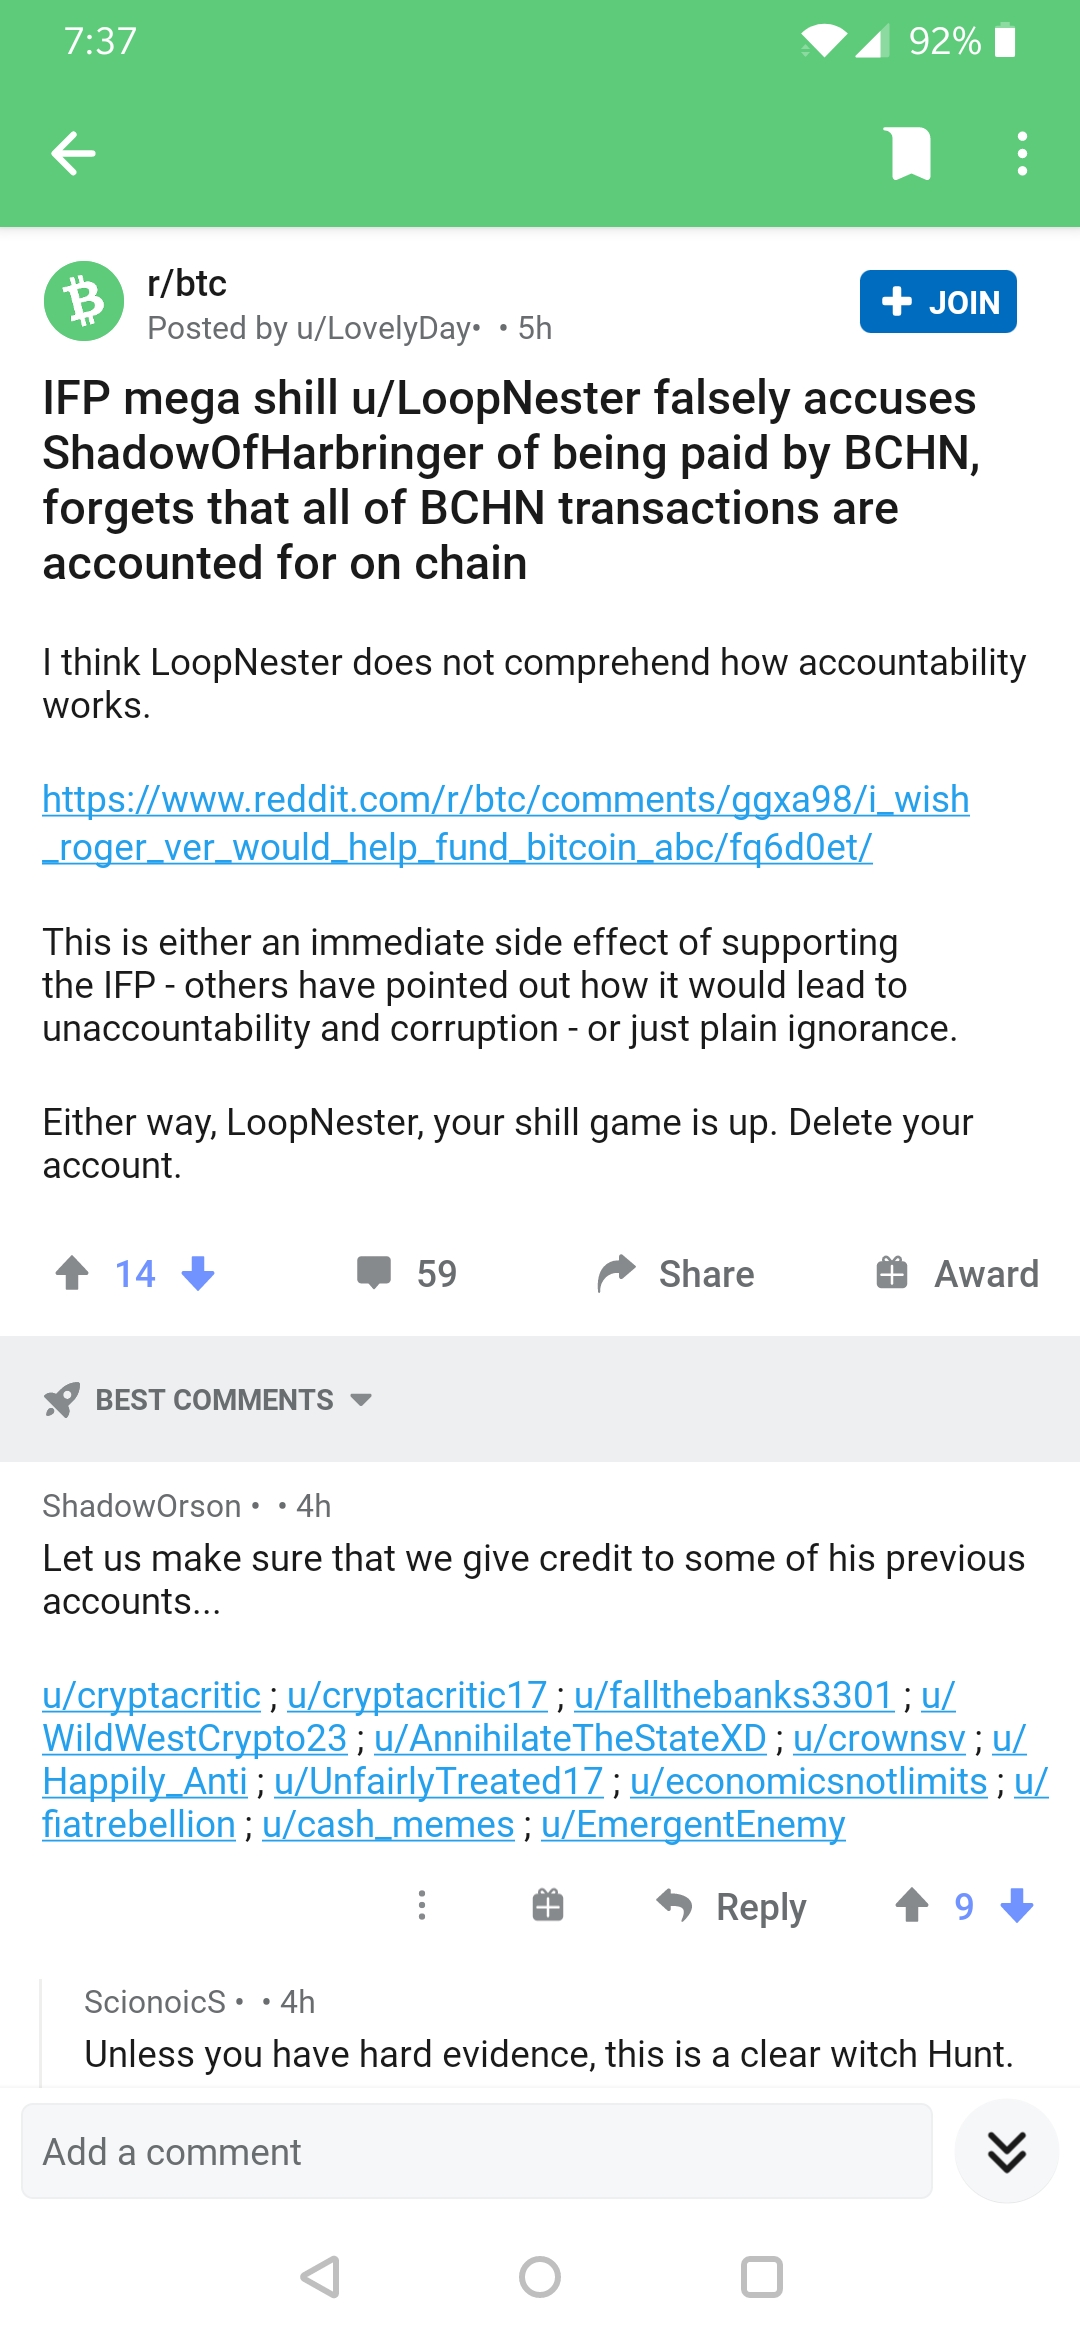 7:37
92%
r/btc
Posted by u/LovelyDay• • 5h
+ JOIN
IFP mega shill u/LoopNester falsely accuses
ShadowOfHarbringer of being paid by BCHN,
forgets that all of BCHN transactions are
accounted for on chain
I think LoopNester does not comprehend how accountability
works.
https://www.reddit.com/r/btc/comments/ggxa98/i_wish
_roger_ver_would_help_fund_bitcoin_abc/fq6d0et/
This is either an immediate side effect of supporting
the IFP - others have pointed out how it would lead to
unaccountability and corruption - or just plain ignorance.
Either way, LoopNester, your shill game is up. Delete your
account.
14
59
Share
Award
BEST COMMENTS
ShadowOrson • • 4h
Let us make sure that we give credit to some of his previous
accounts...
u/cryptacritic ; u/cryptacritic17 ; u/fallthebanks3301 ; u/
WildWestCrypto23 ; u/AnnihilateTheStateXD ; u/crownsv ; u/
Happily_Anti ; u/UnfairlyTreated17 ; u/economicsnotlimits ; u/
fiatrebellion ; u/cash_memes ; u/EmergentEnemy
Reply
9
ScionoicS • • 4h
Unless you have hard evidence, this is a clear witch Hunt.
Add a comment